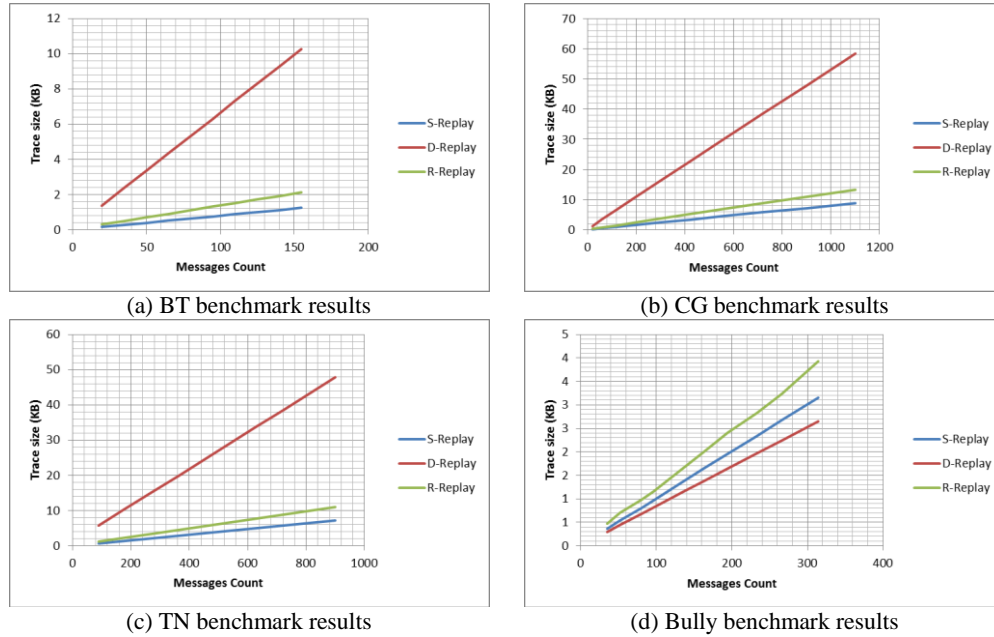 12
10
8
6
4
2
0
Trace size (KB)
0 50 100 150 200
Messages Count
S-Replay
D-Replay
R-Replay
(a) BT benchmark results
70
60
50
40
30
20
10
0
Trace size (KB)
0 200 400 600 800 1000 1200
Messages Count
S-Replay
D-Replay
R-Replay
(b) CG benchmark results
60
50
40
30
20
10
0
Trace size (KB)
0 200 400 600 800 1000
Messages Count
S-Replay
D-Replay
R-Replay
(c) TN benchmark results
5
4
4
3
3
2
2
1
1
0
Trace size (KB)
0 100 200 300 400
Messages Count
S-Replay
D-Replay
R-Replay
(d) Bully benchmark results